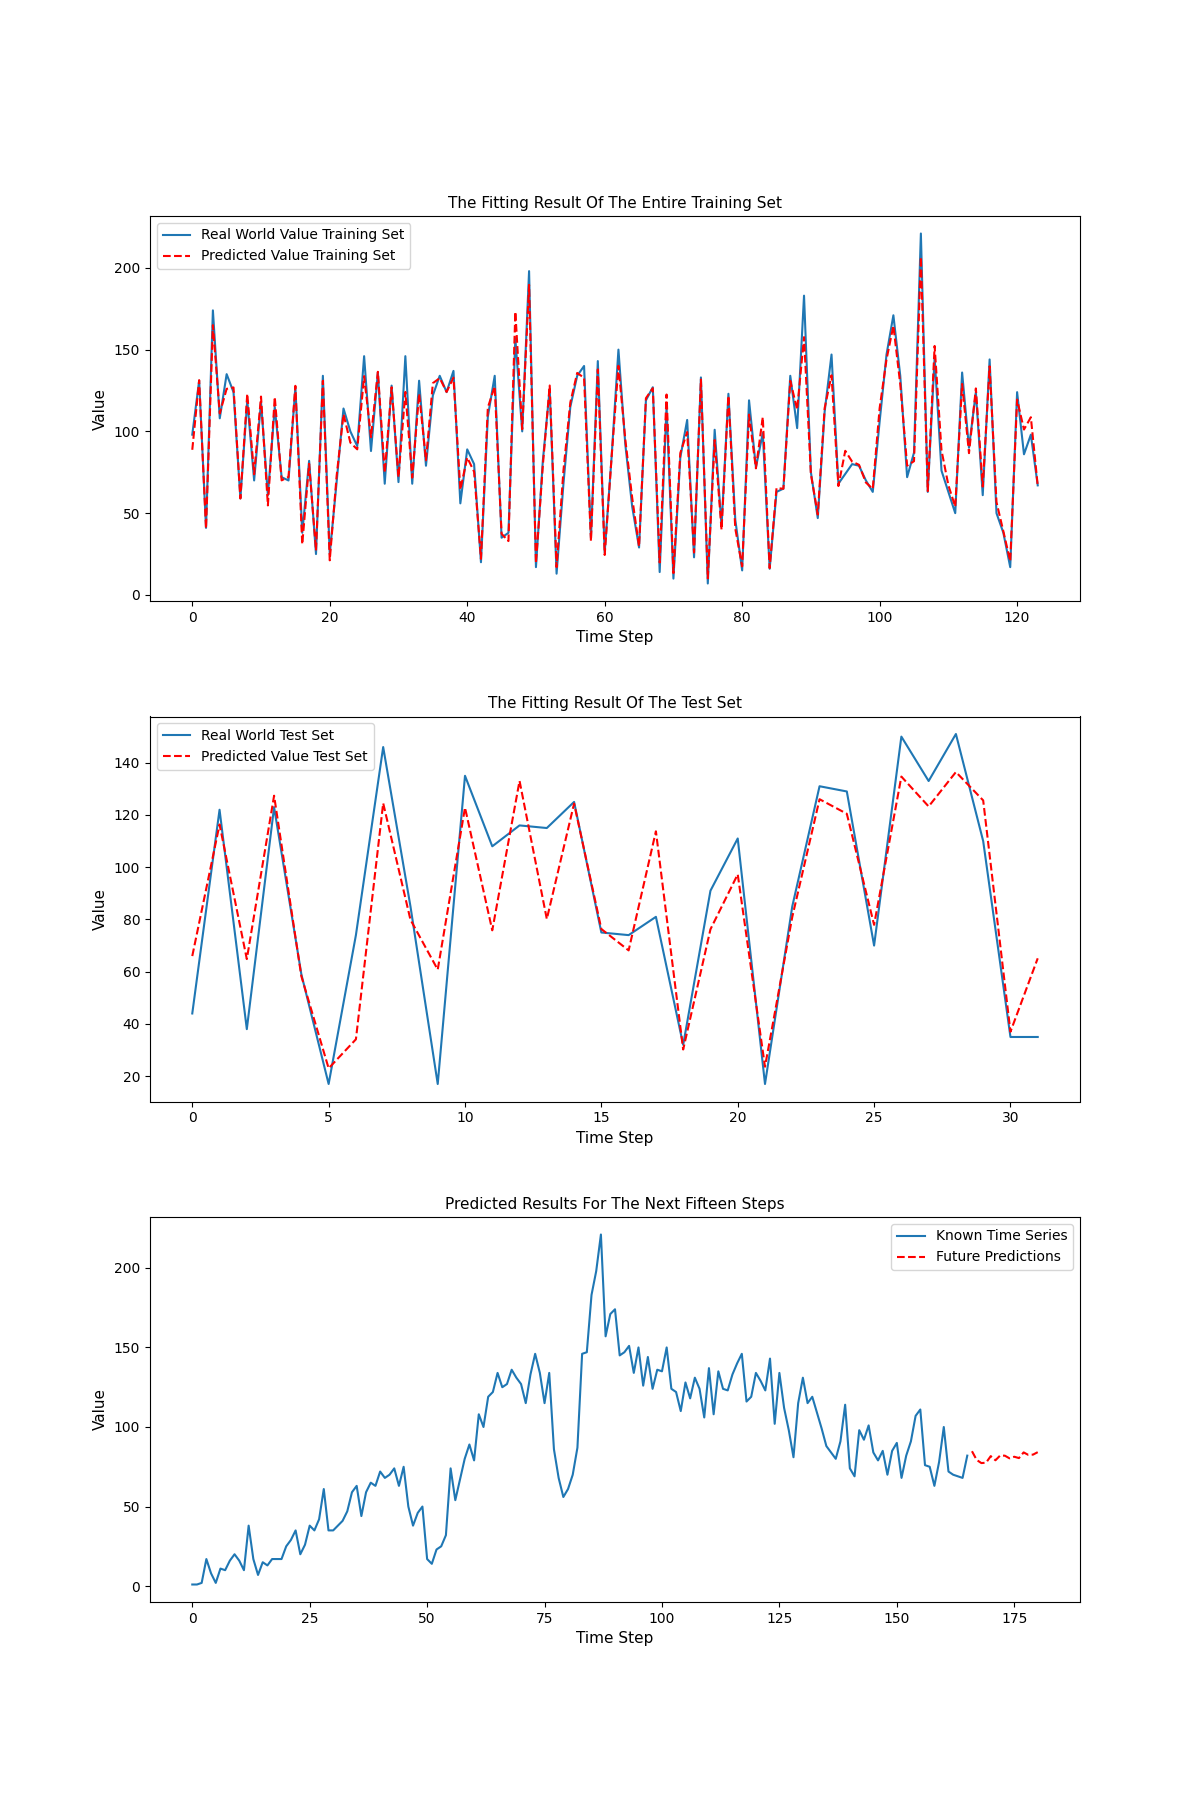 The Fitting Result Of The Entire Training Set
Real World Value Training Set
Predicted Value Training Set
Value
200
150
100
50
0
0 20 40 60 80 100 120
Time Step
The Fitting Result Of The Test Set
Real World Test Set
Predicted Value Test Set
Value
140
120
100
80
60
40
20
0 5 10 15 20 25 30
Time Step
Predicted Results For The Next Fifteen Steps
Known Time Series
Future Predictions
Value
200
150
100
50
0
0 25 50 75 100 125 150 175
Time Step